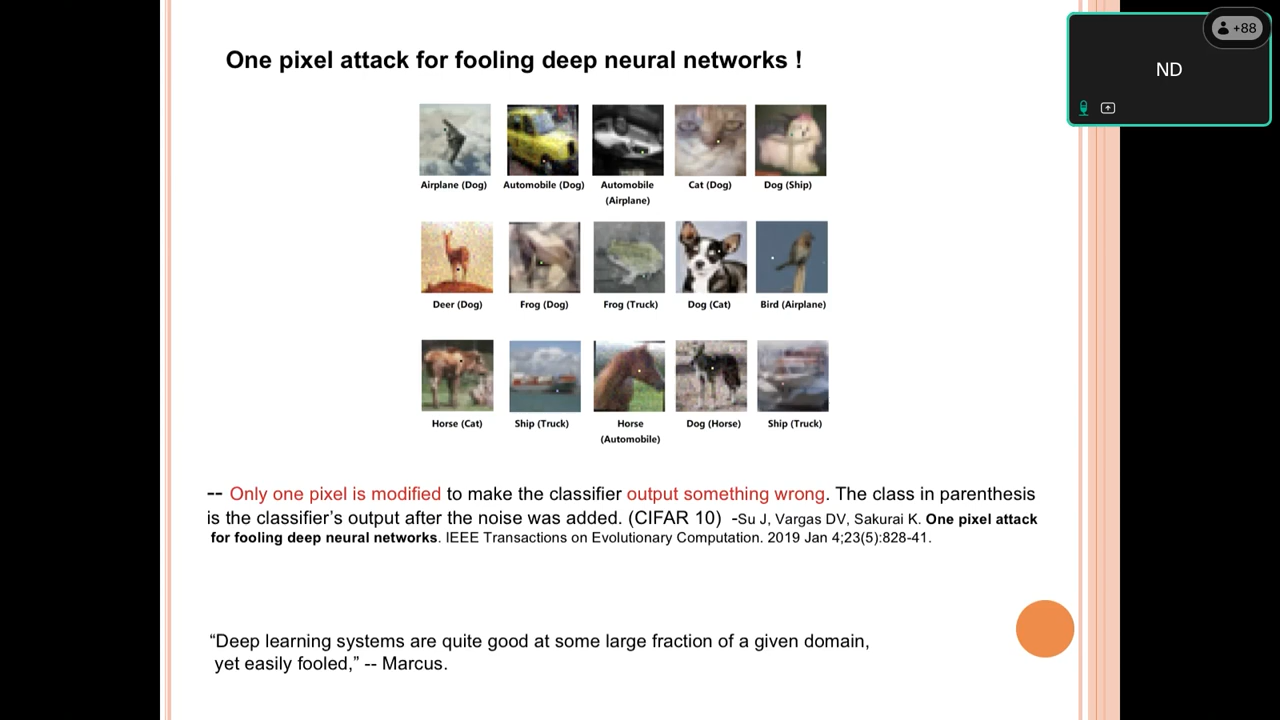 One pixel attack for fooling deep neural networks !
+88
ND
Airplane (Dog) Automobile (Dog) Automobile (Airplane) Cat (Dog) Dog (Ship)
Deer (Dog) Frog (Dog) Frog (Truck) Dog (Cat) Bird (Airplane)
Horse (Cat) Ship (Truck) Horse (Automobile) Dog (Horse) Ship (Truck)
-- Only one pixel is modified to make the classifier output something wrong. The class in parenthesis
is the classifier’s output after the noise was added. (CIFAR 10) -Su J, Vargas DV, Sakurai K. One pixel attack
for fooling deep neural networks. IEEE Transactions on Evolutionary Computation. 2019 Jan 4;23(5):828-41.
“Deep learning systems are quite good at some large fraction of a given domain,
yet easily fooled,” -- Marcus.